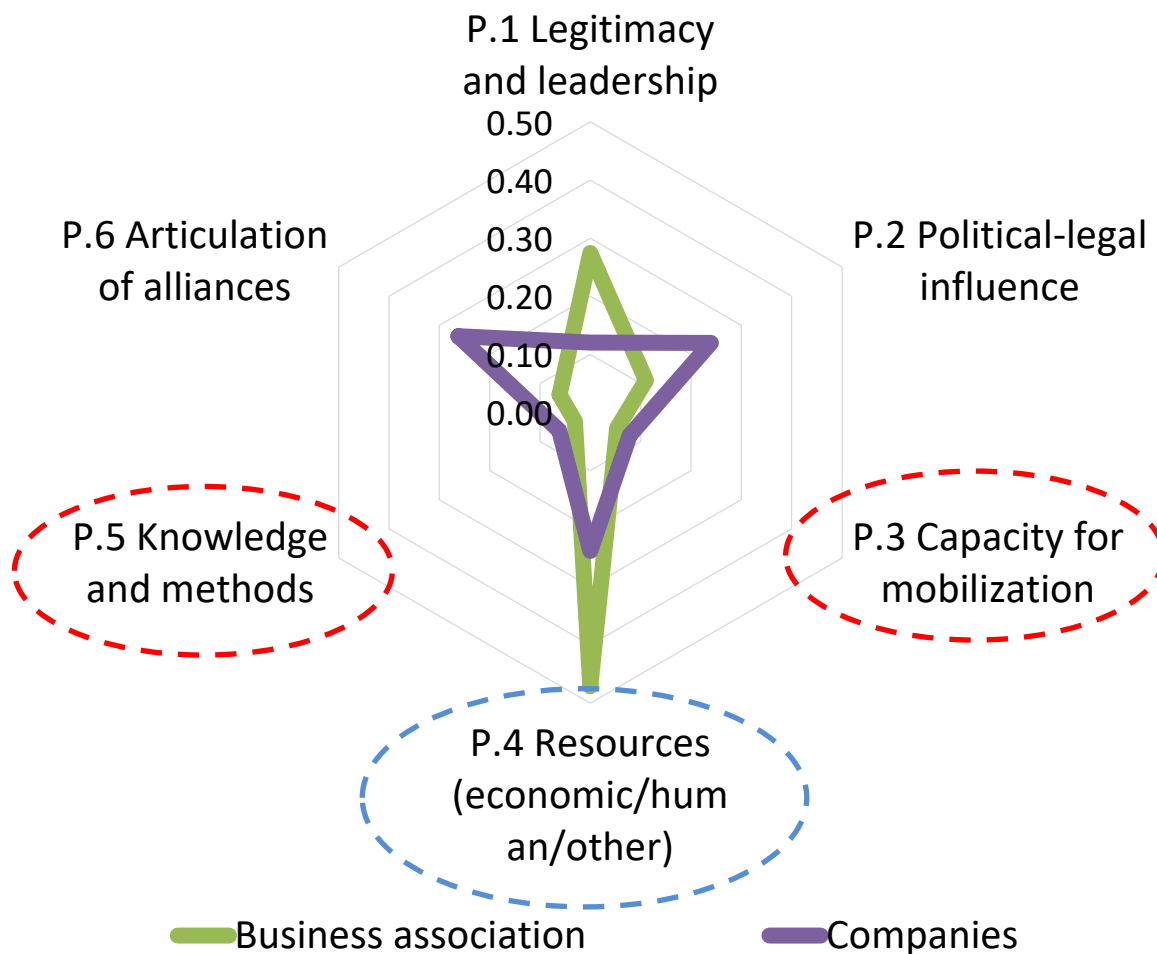 P.1 Legitimacy
and leadership
0.50
0.40
0.30
0.20
0.10
0.00
P.6 Articulation
of alliances
P.2 Political-legal
influence
P.5 Knowledge
and methods
P.3 Capacity for
mobilization
P.4 Resources
(economic/hum
an/other)
Business association
Companies